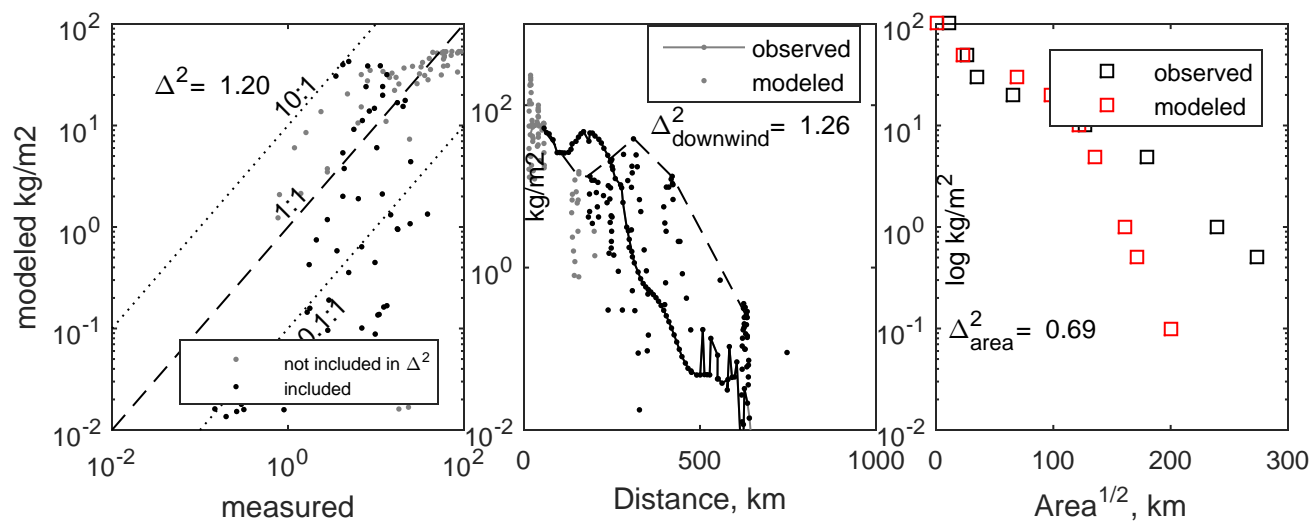 10^2
10^1
10^0
10^-1
10^-2
modeled kg/m2
Δ^2= 1.20
10:1
1:1
0.1:1
not included in Δ^2
included
10^-2
10^0
10^2
measured
10^2
10^0
10^-2
kg/m2
observed
modeled
Δ^2_downwind= 1.26
0
500
1000
Distance, km
10^2
10^1
10^0
10^-1
10^-2
log kg/m^2
observed
modeled
Δ^2_area= 0.69
0
100
200
300
Area^1/2, km